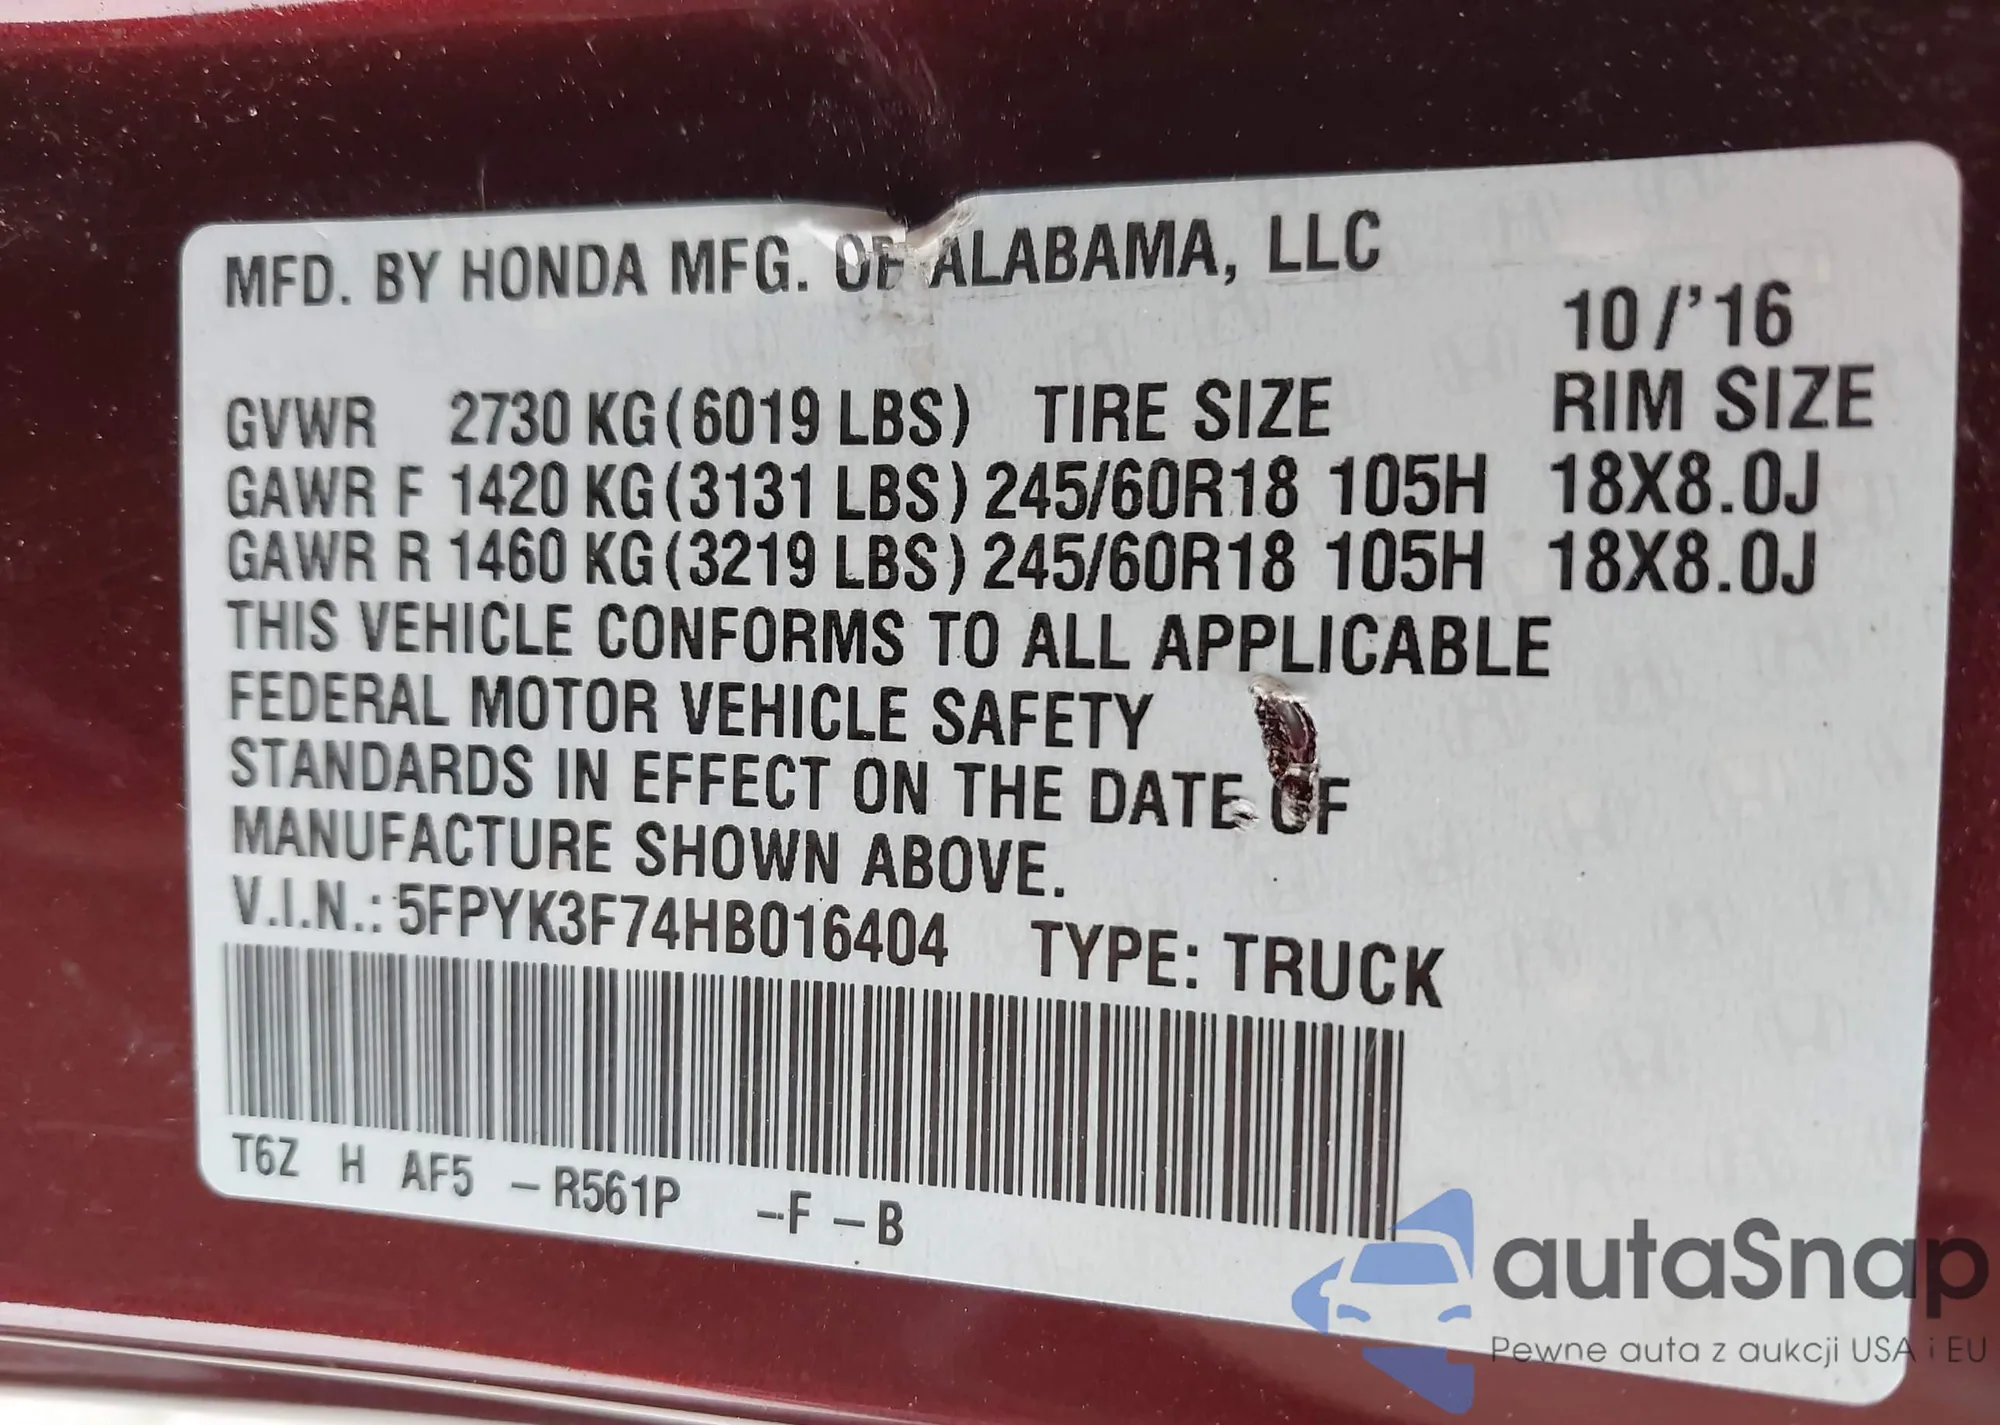 MFD. BY HONDA MFG. OF ALABAMA, LLC
10/'16
GVWR 2730 KG(6019 LBS) TIRE SIZE RIM SIZE
GAWR F 1420 KG(3131 LBS) 245/60R18 105H 18X8.0J
GAWR R 1460 KG(3219 LBS) 245/60R18 105H 18X8.0J
THIS VEHICLE CONFORMS TO ALL APPLICABLE
FEDERAL MOTOR VEHICLE SAFETY
STANDARDS IN EFFECT ON THE DATE OF
MANUFACTURE SHOWN ABOVE.
V.I.N.: 5FPYK3F74HB016404 TYPE: TRUCK
T6Z H AF5 -R561P -F -B
autaSnap
Pewne auta z aukcji USA i EU